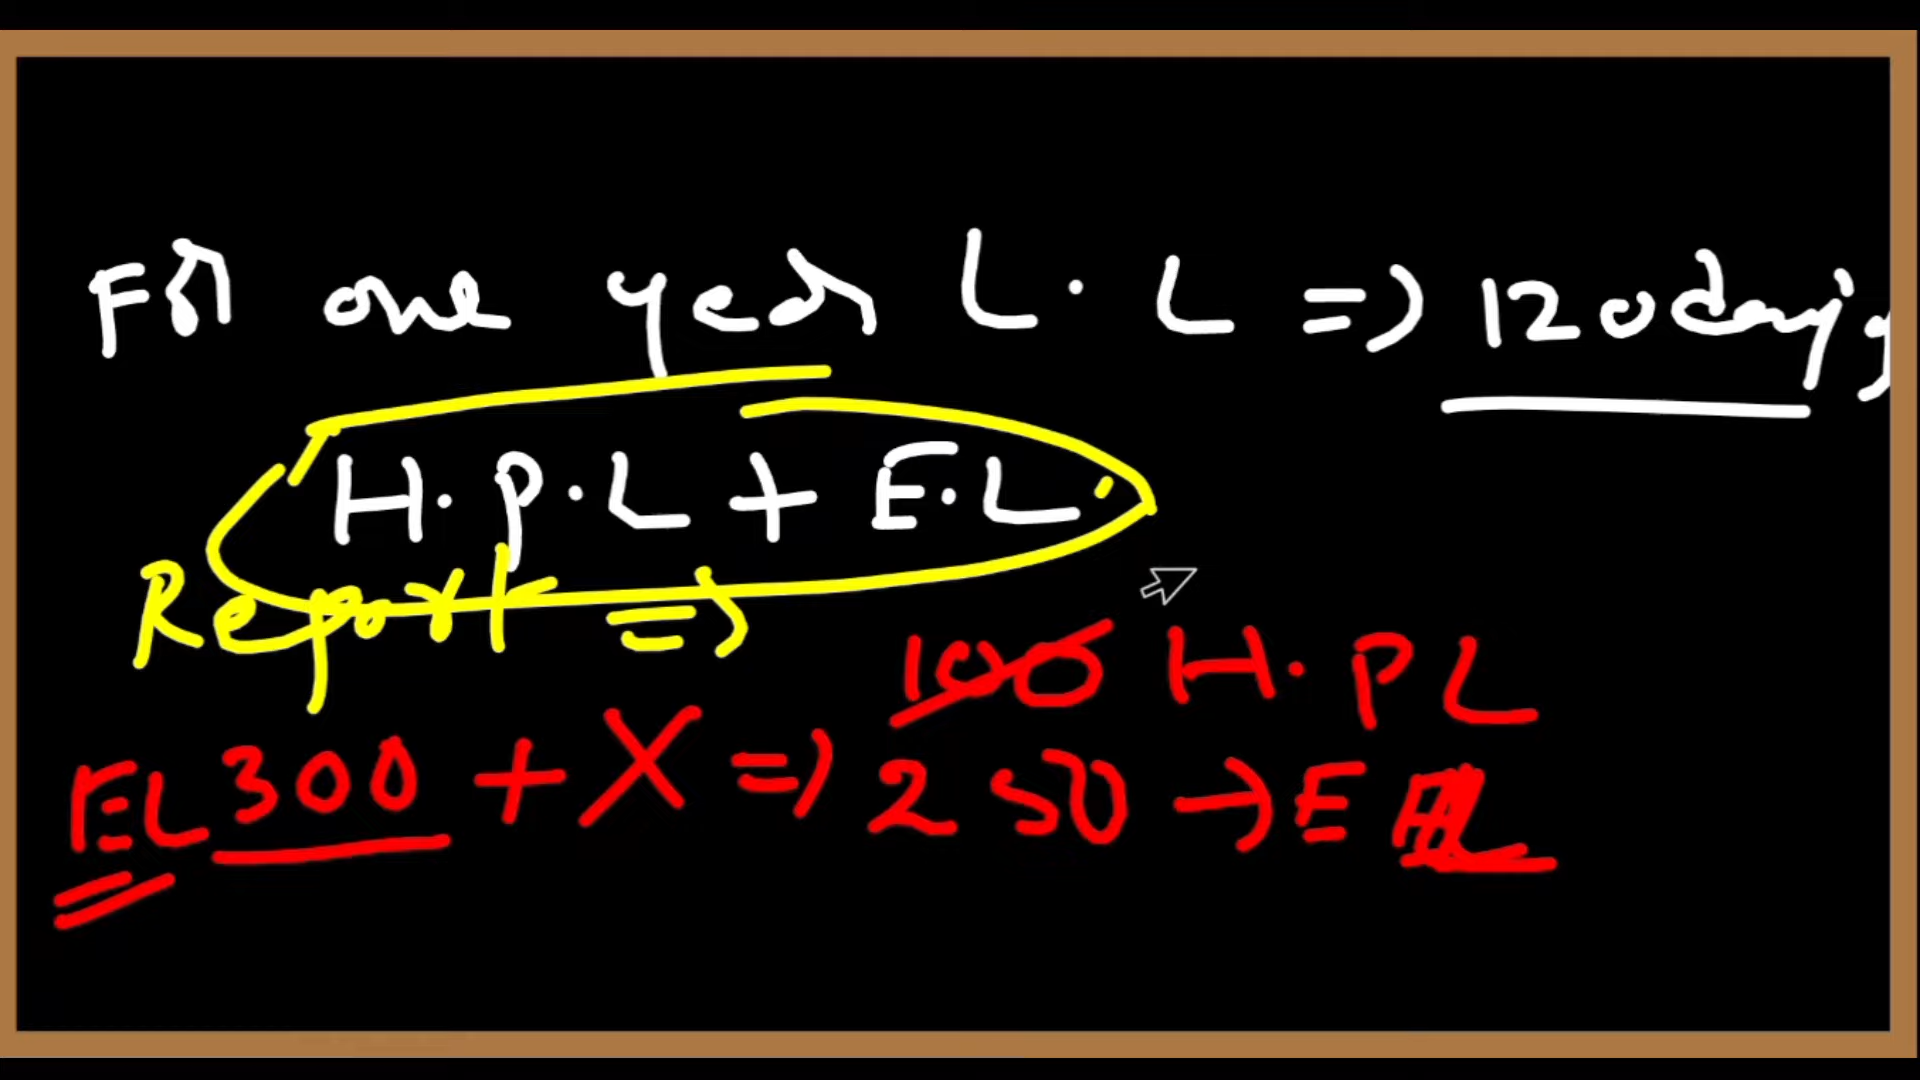 For one year L.L => 120 days
H.P.L + E.L.
Report =>
100 H.PL
EL 300 + X => 250 -> EL